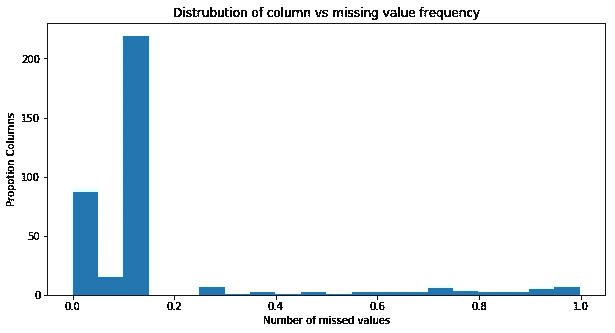 Distrubution of column vs missing value frequency
Propotion Columns
200
150
100
50
0
0.0 0.2 0.4 0.6 0.8 1.0
Number of missed values